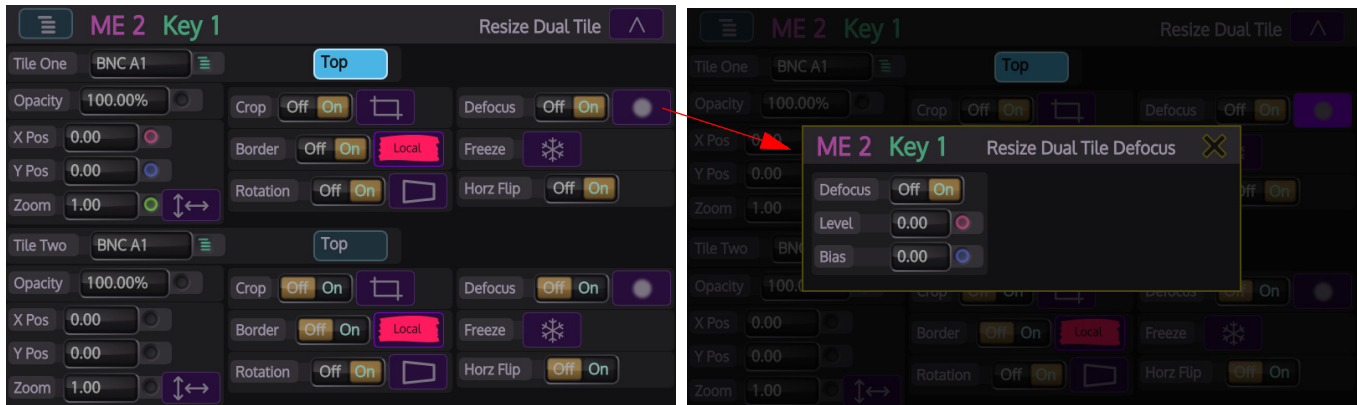 ME 2 Key 1 Resize Dual Tile
Tile One BNC A1 Top
Opacity 100.00% Crop Off On Defocus Off On
X Pos 0.00 Border Off On Local Freeze
Y Pos 0.00
Zoom 1.00 Rotation Off On Horz Flip Off On
Tile Two BNC A1 Top
Opacity 100.00% Crop Off On Defocus Off On
X Pos 0.00 Border Off On Local Freeze
Y Pos 0.00
Zoom 1.00 Rotation Off On Horz Flip Off On
ME 2 Key 1 Resize Dual Tile
Tile One BNC A1 Top
Opacity 100.00% Crop Off On Defocus Off On
X Pos
Y Pos
Zoom 1.00
ME 2 Key 1 Resize Dual Tile Defocus
Defocus Off On
Level 0.00
Bias 0.00
Tile Two
Opacity On
X Pos 0.00 Border Off On Local Freeze
Y Pos 0.00
Zoom 1.00 Rotation Off On Horz Flip Off On